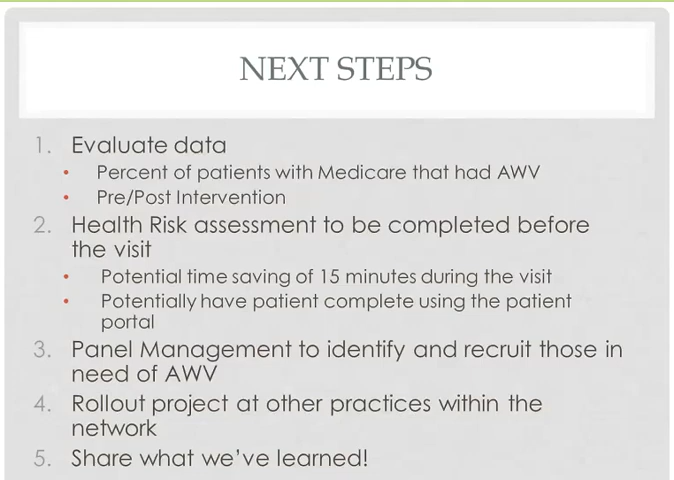 NEXT STEPS
1. Evaluate data
• Percent of patients with Medicare that had AWV
• Pre/Post Intervention
2. Health Risk assessment to be completed before
the visit
• Potential time saving of 15 minutes during the visit
• Potentially have patient complete using the patient
portal
3. Panel Management to identify and recruit those in
need of AWV
4. Rollout project at other practices within the
network
5. Share what we've learned!